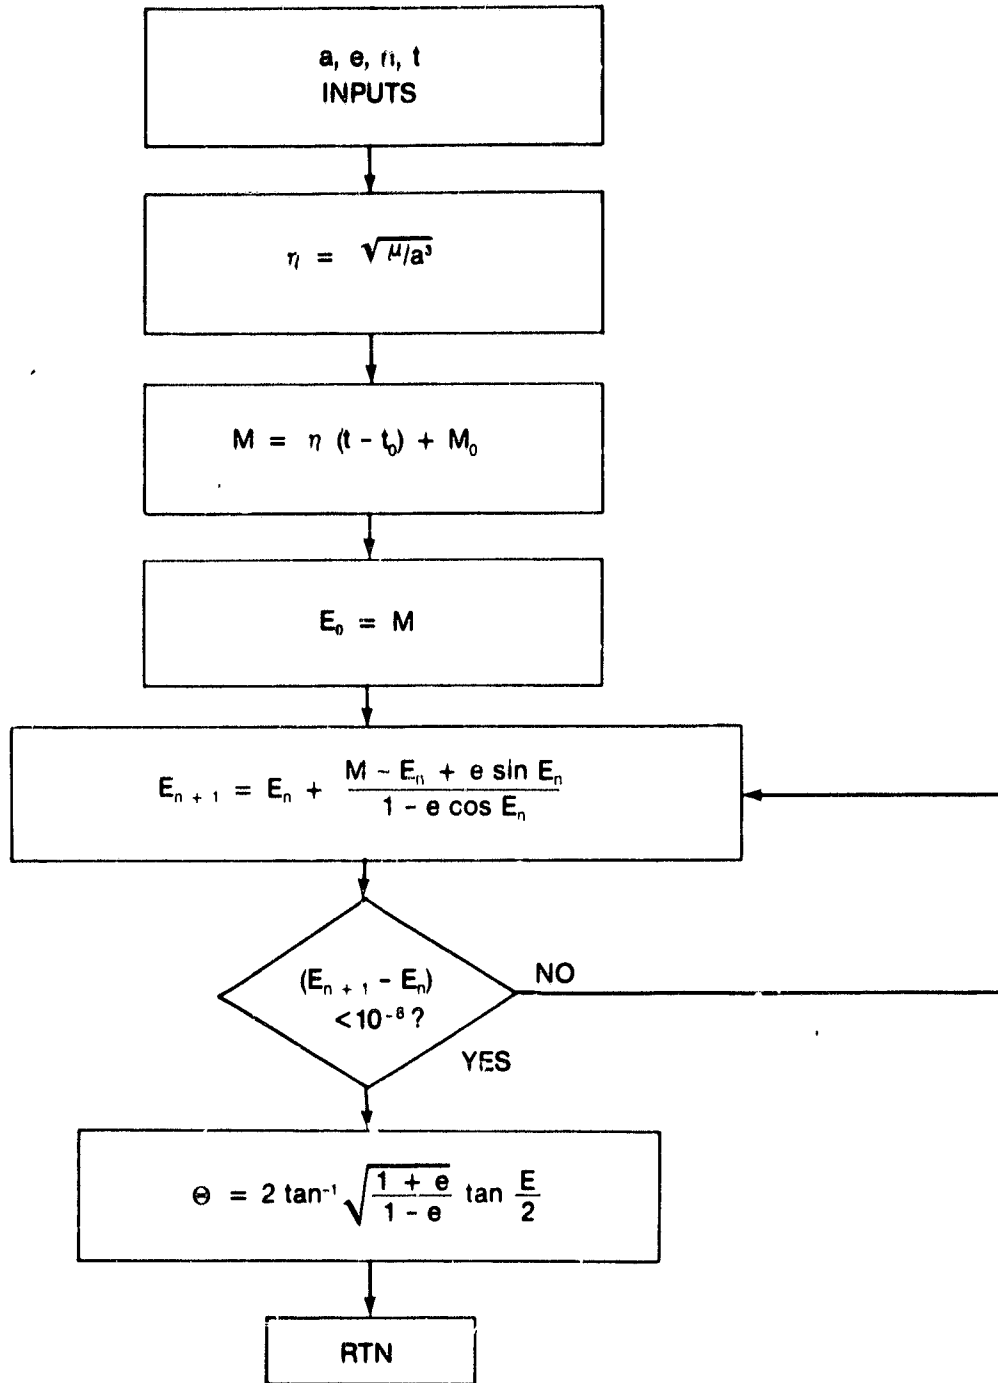 a, e, n, t
INPUTS
η = √μ/a³
M = η (t - t₀) + M₀
E₀ = M
Eₙ ₊ ₁ = Eₙ + (M - Eₙ + e sin Eₙ)/(1 - e cos Eₙ)
(Eₙ ₊ ₁ - Eₙ)
<10⁻⁸ ?
NO
YES
Θ = 2 tan⁻¹ √((1 + e)/(1 - e)) tan E/2
RTN